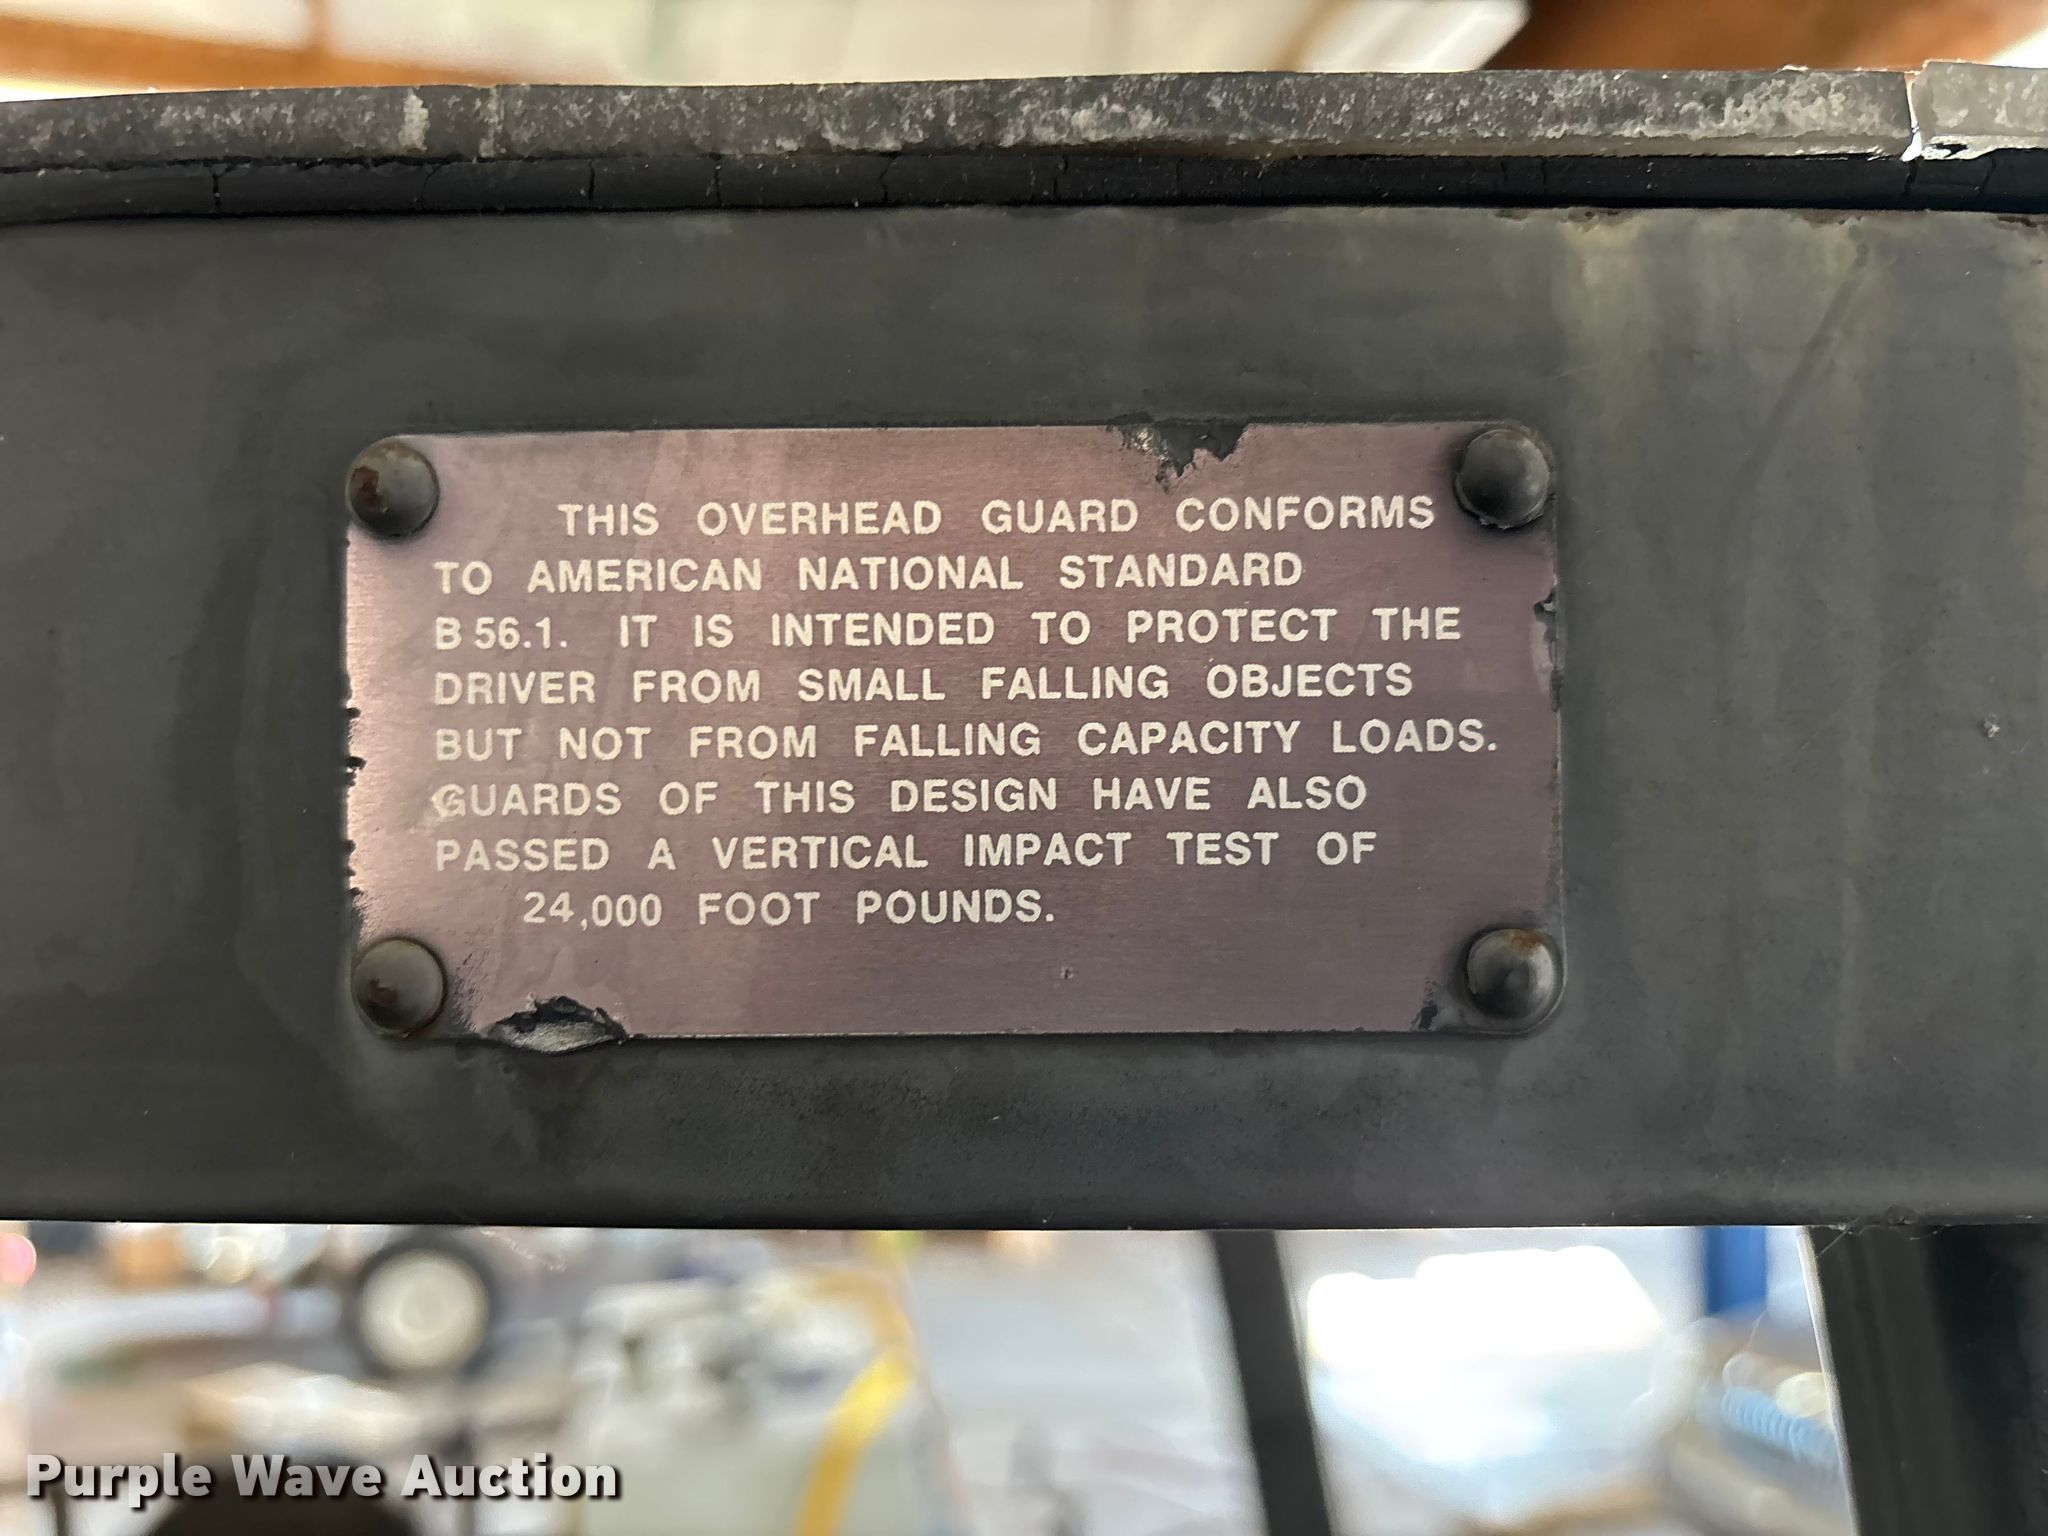 THIS OVERHEAD GUARD CONFORMS
TO AMERICAN NATIONAL STANDARD
B 56.1. IT IS INTENDED TO PROTECT THE
DRIVER FROM SMALL FALLING OBJECTS
BUT NOT FROM FALLING CAPACITY LOADS.
GUARDS OF THIS DESIGN HAVE ALSO
PASSED A VERTICAL IMPACT TEST OF
24,000 FOOT POUNDS.
Purple Wave Auction